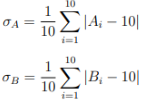 σ_A = \frac{1}{10} \sum_{i=1}^{10} |A_i − 10|
σ_B = \frac{1}{10} \sum_{i=1}^{10} |B_i − 10|